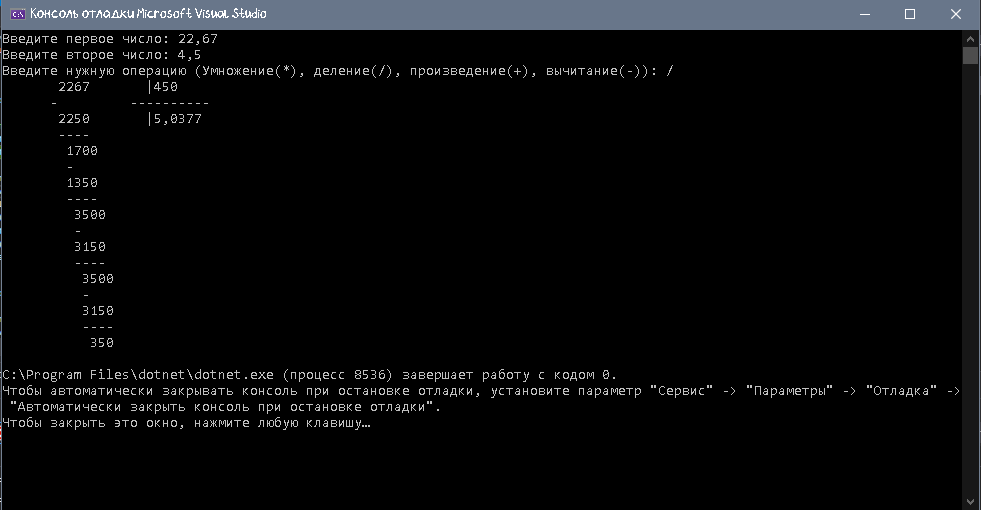 Консоль отладки Microsoft Visual Studio
Введите первое число: 22,67
Введите второе число: 4,5
Введите нужную операцию (Умножение(*), деление(/), произведение(+), вычитание(-)): /
2267 |450
- ----------
2250 |5,0377
----
1700
-
1350
----
3500
-
3150
----
3500
-
3150
----
350
C:\Program Files\dotnet\dotnet.exe (процесс 8536) завершает работу с кодом 0.
Чтобы автоматически закрывать консоль при остановке отладки, установите параметр "Сервис" -> "Параметры" -> "Отладка" ->
"Автоматически закрыть консоль при остановке отладки".
Чтобы закрыть это окно, нажмите любую клавишу…